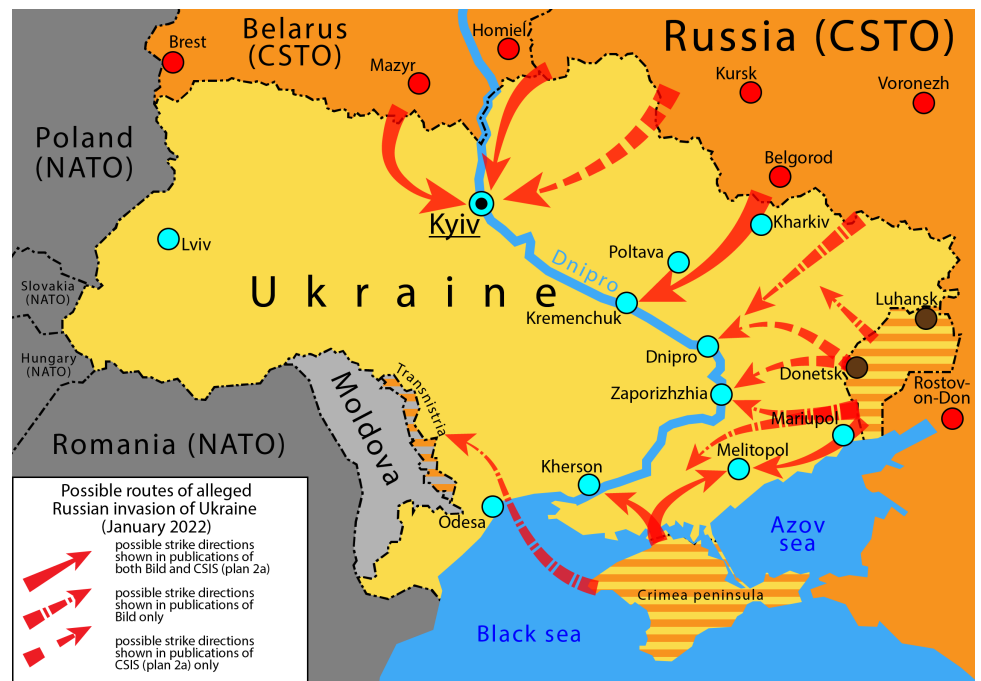 Belarus
(CSTO)
Homiel
Russia (CSTO)
Brest
Mazyr
Kursk
Voronezh
Poland
(NATO)
Belgorod
Kyiv
Kharkiv
Lviv
Poltava
Dnipro
Ukraine
Slovakia
(NATO)
Luhansk
Kremenchuk
Hungary
(NATO)
Dnipro
Donetsk
Transnistria
Moldova
Zaporizhzhia
Rostov-
on-Don
Mariupol
Romania (NATO)
Melitopol
Kherson
Odesa
Azov
sea
Crimea peninsula
Black sea
Possible routes of alleged
Russian invasion of Ukraine
(January 2022)
possible strike directions
shown in publications of
both Bild and CSIS (plan 2a)
possible strike directions
shown in publications of
Bild only
possible strike directions
shown in publications of
CSIS (plan 2a) only